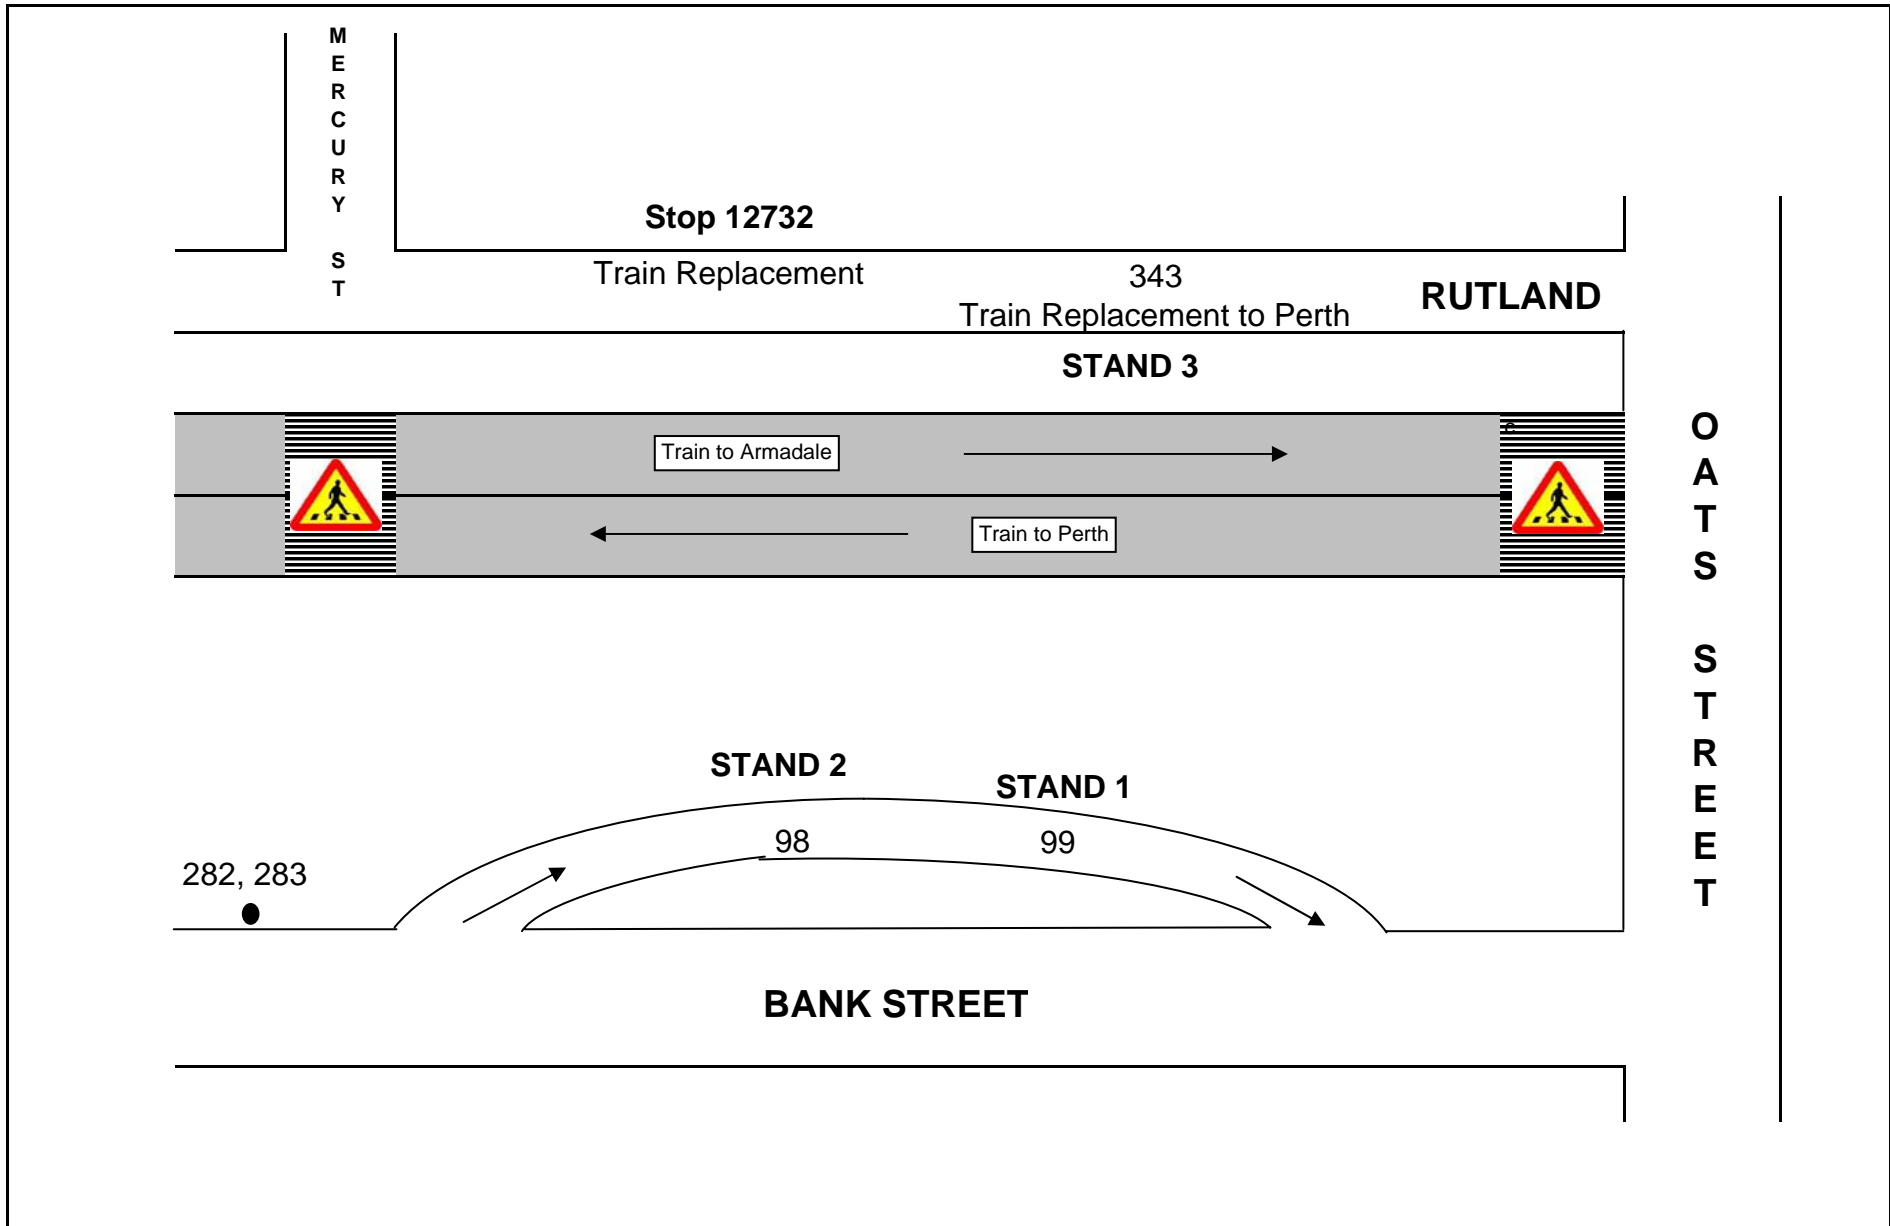 MERCURY ST
Stop 12732
Train Replacement
343
Train Replacement to Perth
RUTLAND
STAND 3
Train to Armadale
c
Train to Perth
OATS STREET
STAND 2
STAND 1
98
99
282, 283
BANK STREET